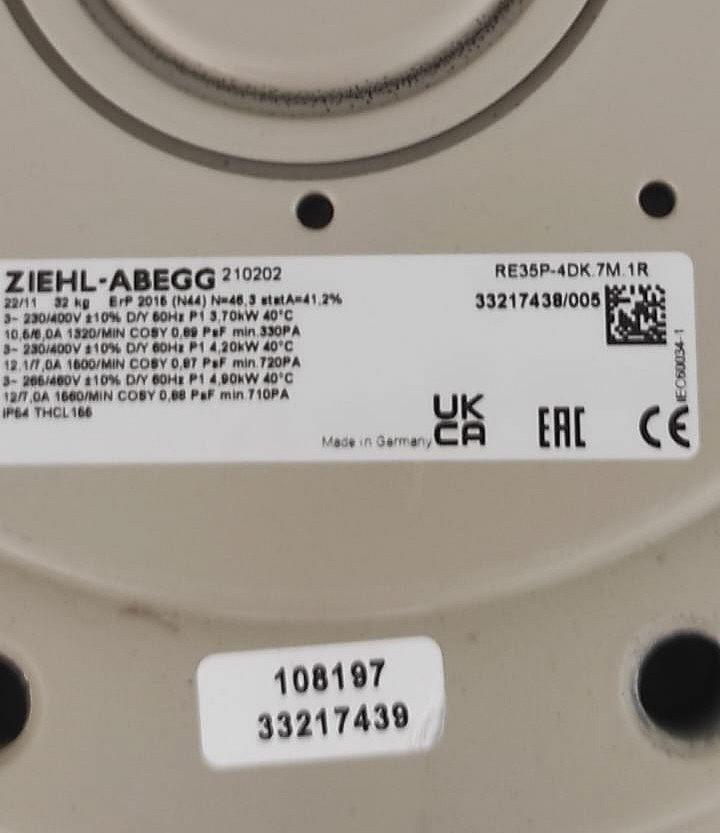 ZIEHL-ABEGG 210202
RE35P-4DK.7M.1R
22/11 32 kg ErP 2015 (N44) N=46,3 statA=41,2%
33217438/005
3~ 230/400V ±10% D/Y 50Hz P1 3,70kW 40°C
10,6/6,0A 1320/MIN COSY 0,89 PsF min.330PA
3~ 230/400V ±10% D/Y 60Hz P1 4,20kW 40°C
12,1/7,0A 1600/MIN COSY 0,87 PsF min.720PA
3~ 266/460V ±10% D/Y 60Hz P1 4,90kW 40°C
12/7,0A 1660/MIN COSY 0,88 PsF min.710PA
IP54 THCL155
Made in Germany
UK
CA
EAC
CE
IEC60034-1
108197
33217439